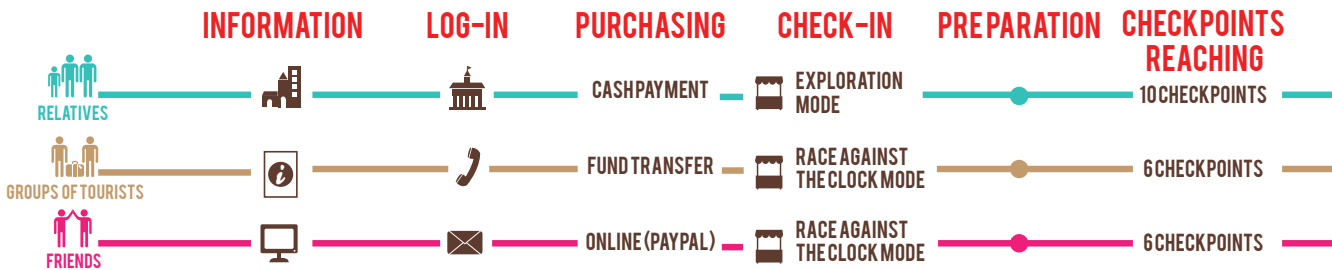 INFORMATION LOG-IN PURCHASING CHECK-IN PREPARATION CHECKPOINTS
REACHING
RELATIVES
CASH PAYMENT
EXPLORATION
MODE
10 CHECKPOINTS
GROUPS OF TOURISTS
i
FUND TRANSFER
RACE AGAINST
THE CLOCK MODE
6 CHECKPOINTS
FRIENDS
ONLINE (PAYPAL)
RACE AGAINST
THE CLOCK MODE
6 CHECKPOINTS